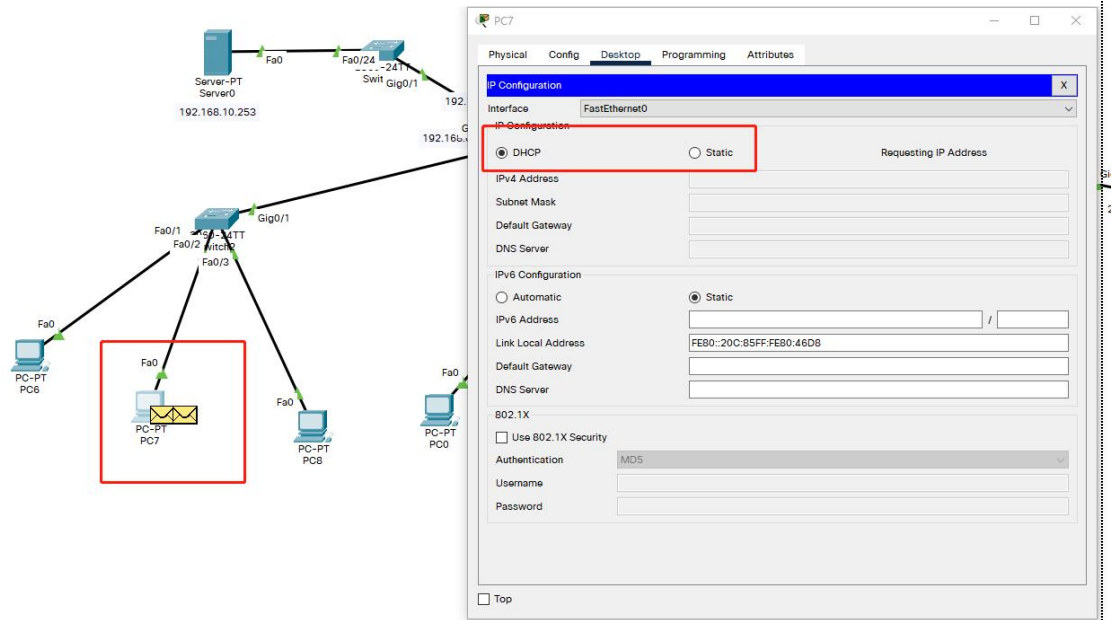 PC7
Physical Config Desktop Programming Attributes
IP Configuration X
Interface FastEthernet0
IP Configuration
DHCP Static Requesting IP Address
IPv4 Address
Subnet Mask
Default Gateway
DNS Server
IPv6 Configuration
Automatic Static
IPv6 Address /
Link Local Address FE80::20C:85FF:FE80:46D8
Default Gateway
DNS Server
802.1X
Use 802.1X Security
Authentication MD5
Username
Password
Top
Fa0
Fa0/24
Server-PT
Server0
192.168.10.253
Gig0/1
192.
Gig0/1
Fa0/1
Fa0/2
Fa0/3
Fa0
PC-PT
PC6
Fa0
PC-PT
PC7
Fa0
PC-PT
PC8
Fa0
PC-PT
PC0